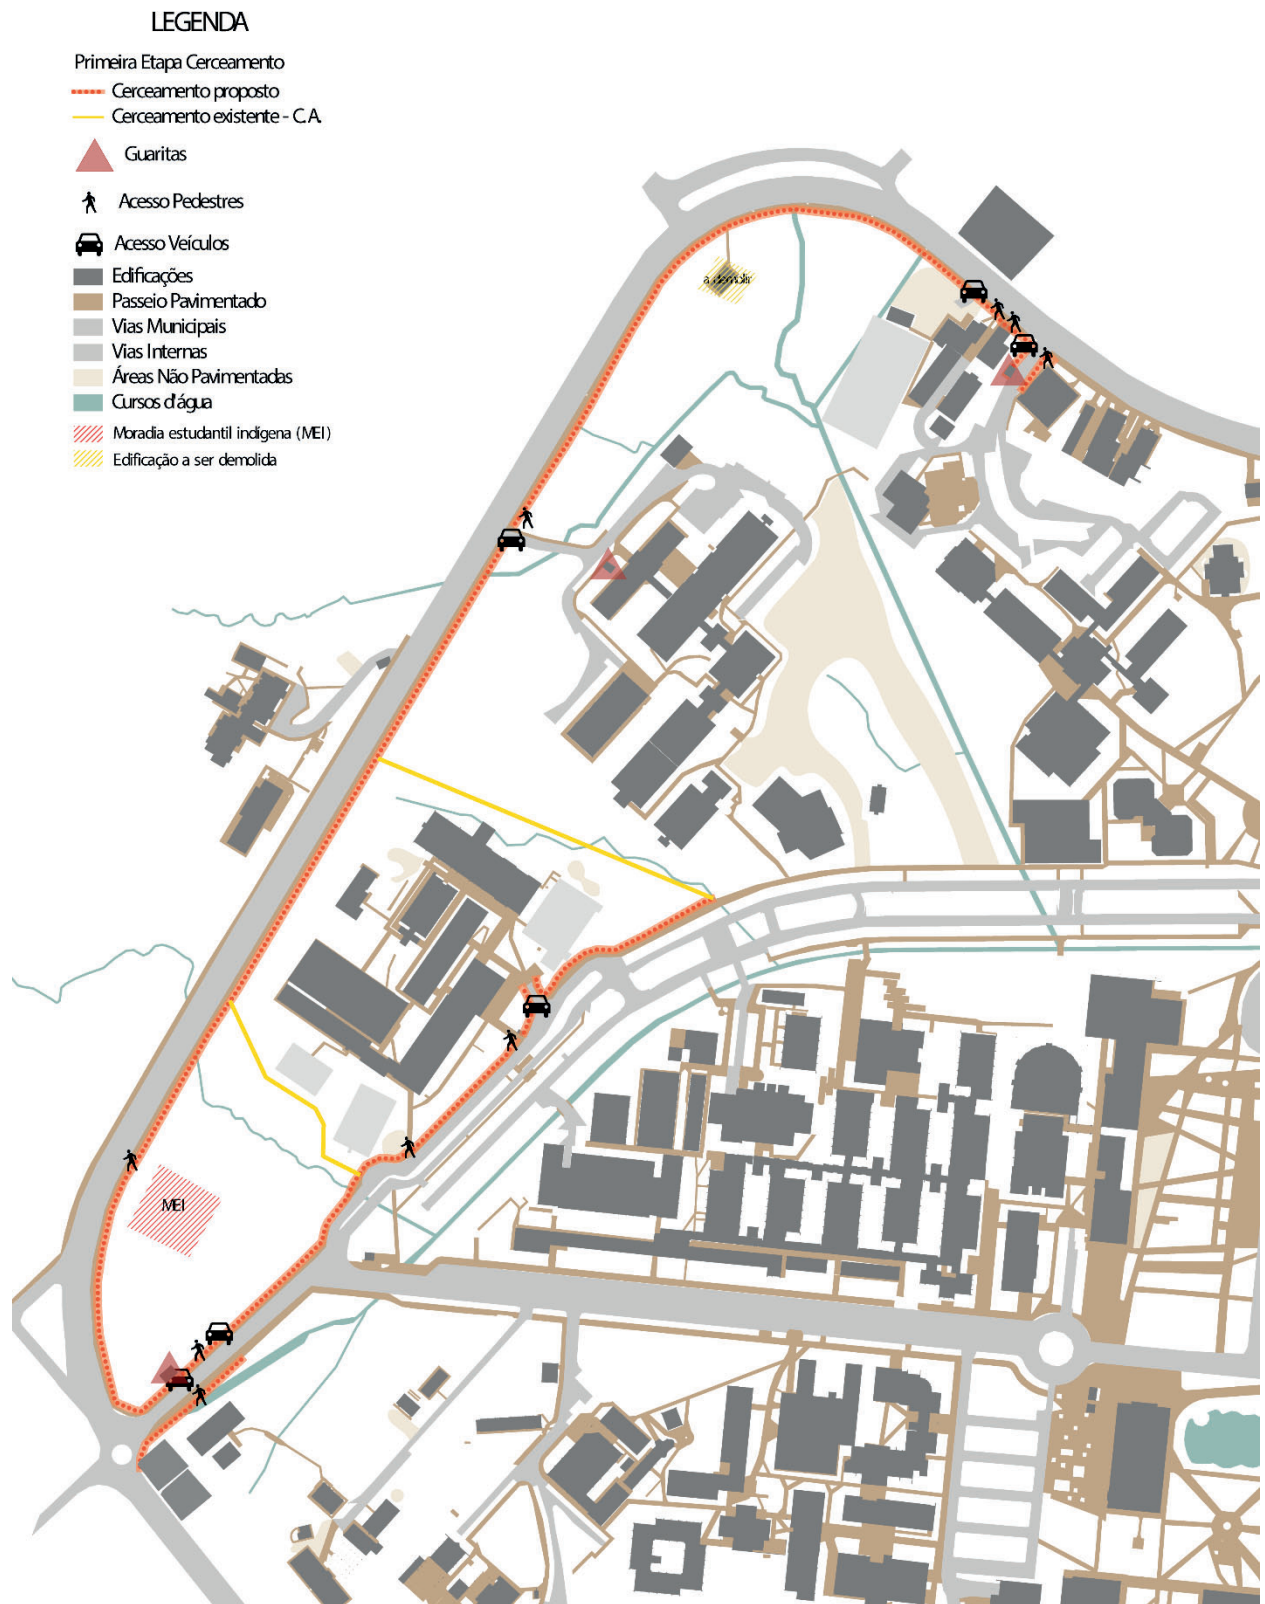 LEGENDA
Primeira Etapa Cerceamento
Cerceamento proposto
Cerceamento existente - C.A.
Guaritas
Acesso Pedestres
Acesso Veículos
Edificações
Passeio Pavimentado
Vias Municipais
Vias Internas
Áreas Não Pavimentadas
Cursos d'água
Moradia estudantil indígena (MEI)
Edificação a ser demolida
a demolir
MEI